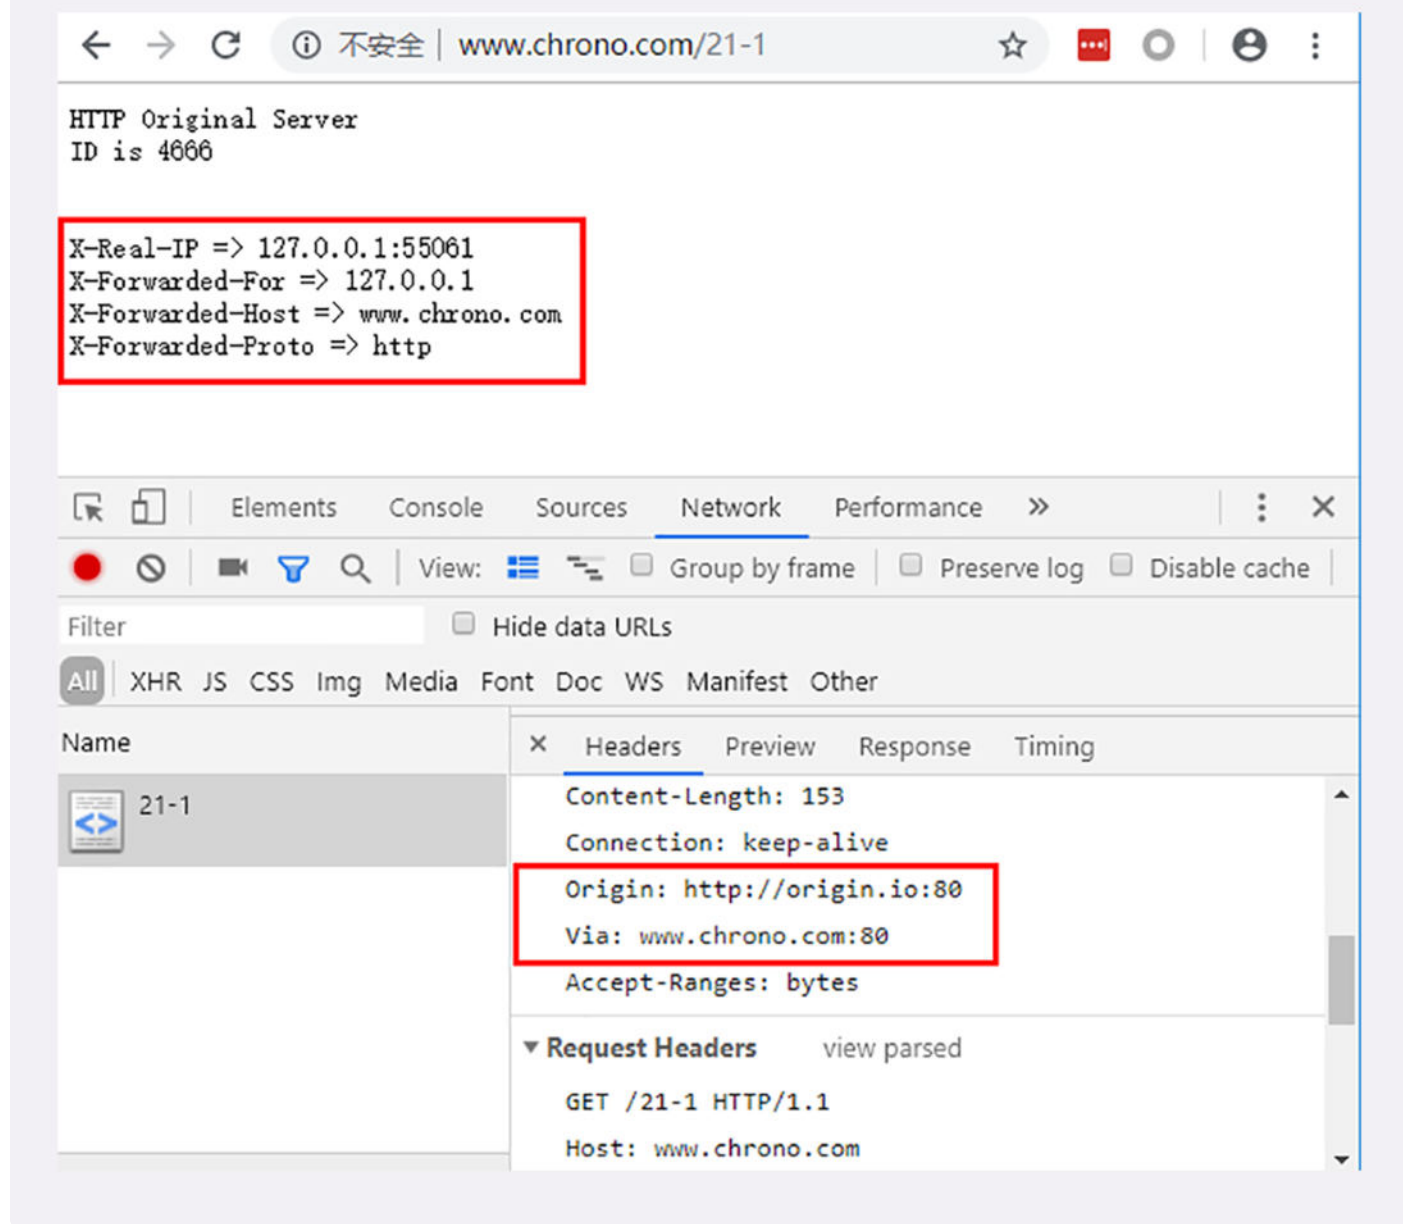 不安全 www.chrono.com/21-1
HTTP Original Server
ID is 4666
X-Real-IP => 127.0.0.1:55061
X-Forwarded-For => 127.0.0.1
X-Forwarded-Host => www.chrono.com
X-Forwarded-Proto => http
Elements Console Sources Network Performance »
View: Group by frame Preserve log Disable cache
Filter Hide data URLs
All XHR JS CSS Img Media Font Doc WS Manifest Other
Name
21-1
× Headers Preview Response Timing
Content-Length: 153
Connection: keep-alive
Origin: http://origin.io:80
Via: www.chrono.com:80
Accept-Ranges: bytes
Request Headers view parsed
GET /21-1 HTTP/1.1
Host: www.chrono.com